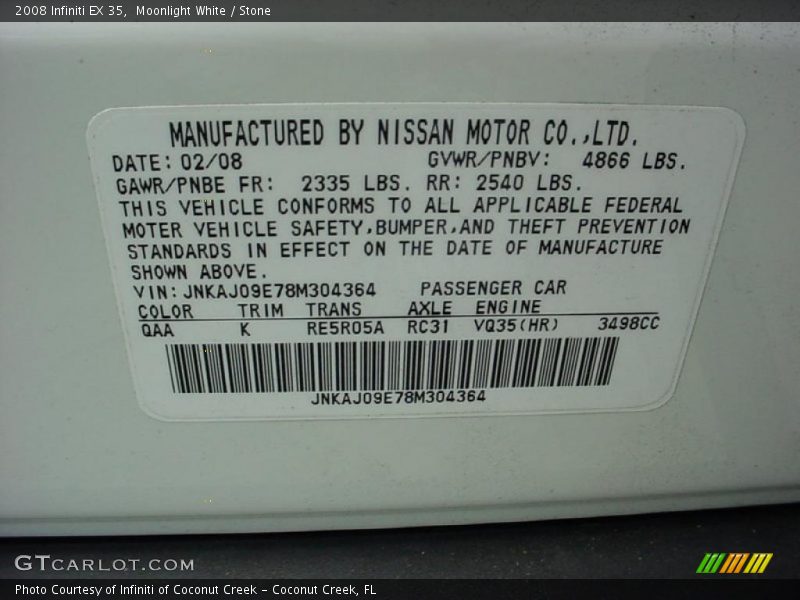 2008 Infiniti EX 35, Moonlight White / Stone
MANUFACTURED BY NISSAN MOTOR CO.,LTD.
DATE: 02/08 GVWR/PNBV: 4866 LBS.
GAWR/PNBE FR: 2335 LBS. RR: 2540 LBS.
THIS VEHICLE CONFORMS TO ALL APPLICABLE FEDERAL
MOTER VEHICLE SAFETY,BUMPER,AND THEFT PREVENTION
STANDARDS IN EFFECT ON THE DATE OF MANUFACTURE
SHOWN ABOVE.
VIN: JNKAJ09E78M304364 PASSENGER CAR
COLOR TRIM TRANS AXLE ENGINE
QAA K RE5R05A RC31 VQ35(HR) 3498CC
JNKAJ09E78M304364
GTCARLOT.COM
Photo Courtesy of Infiniti of Coconut Creek - Coconut Creek, FL